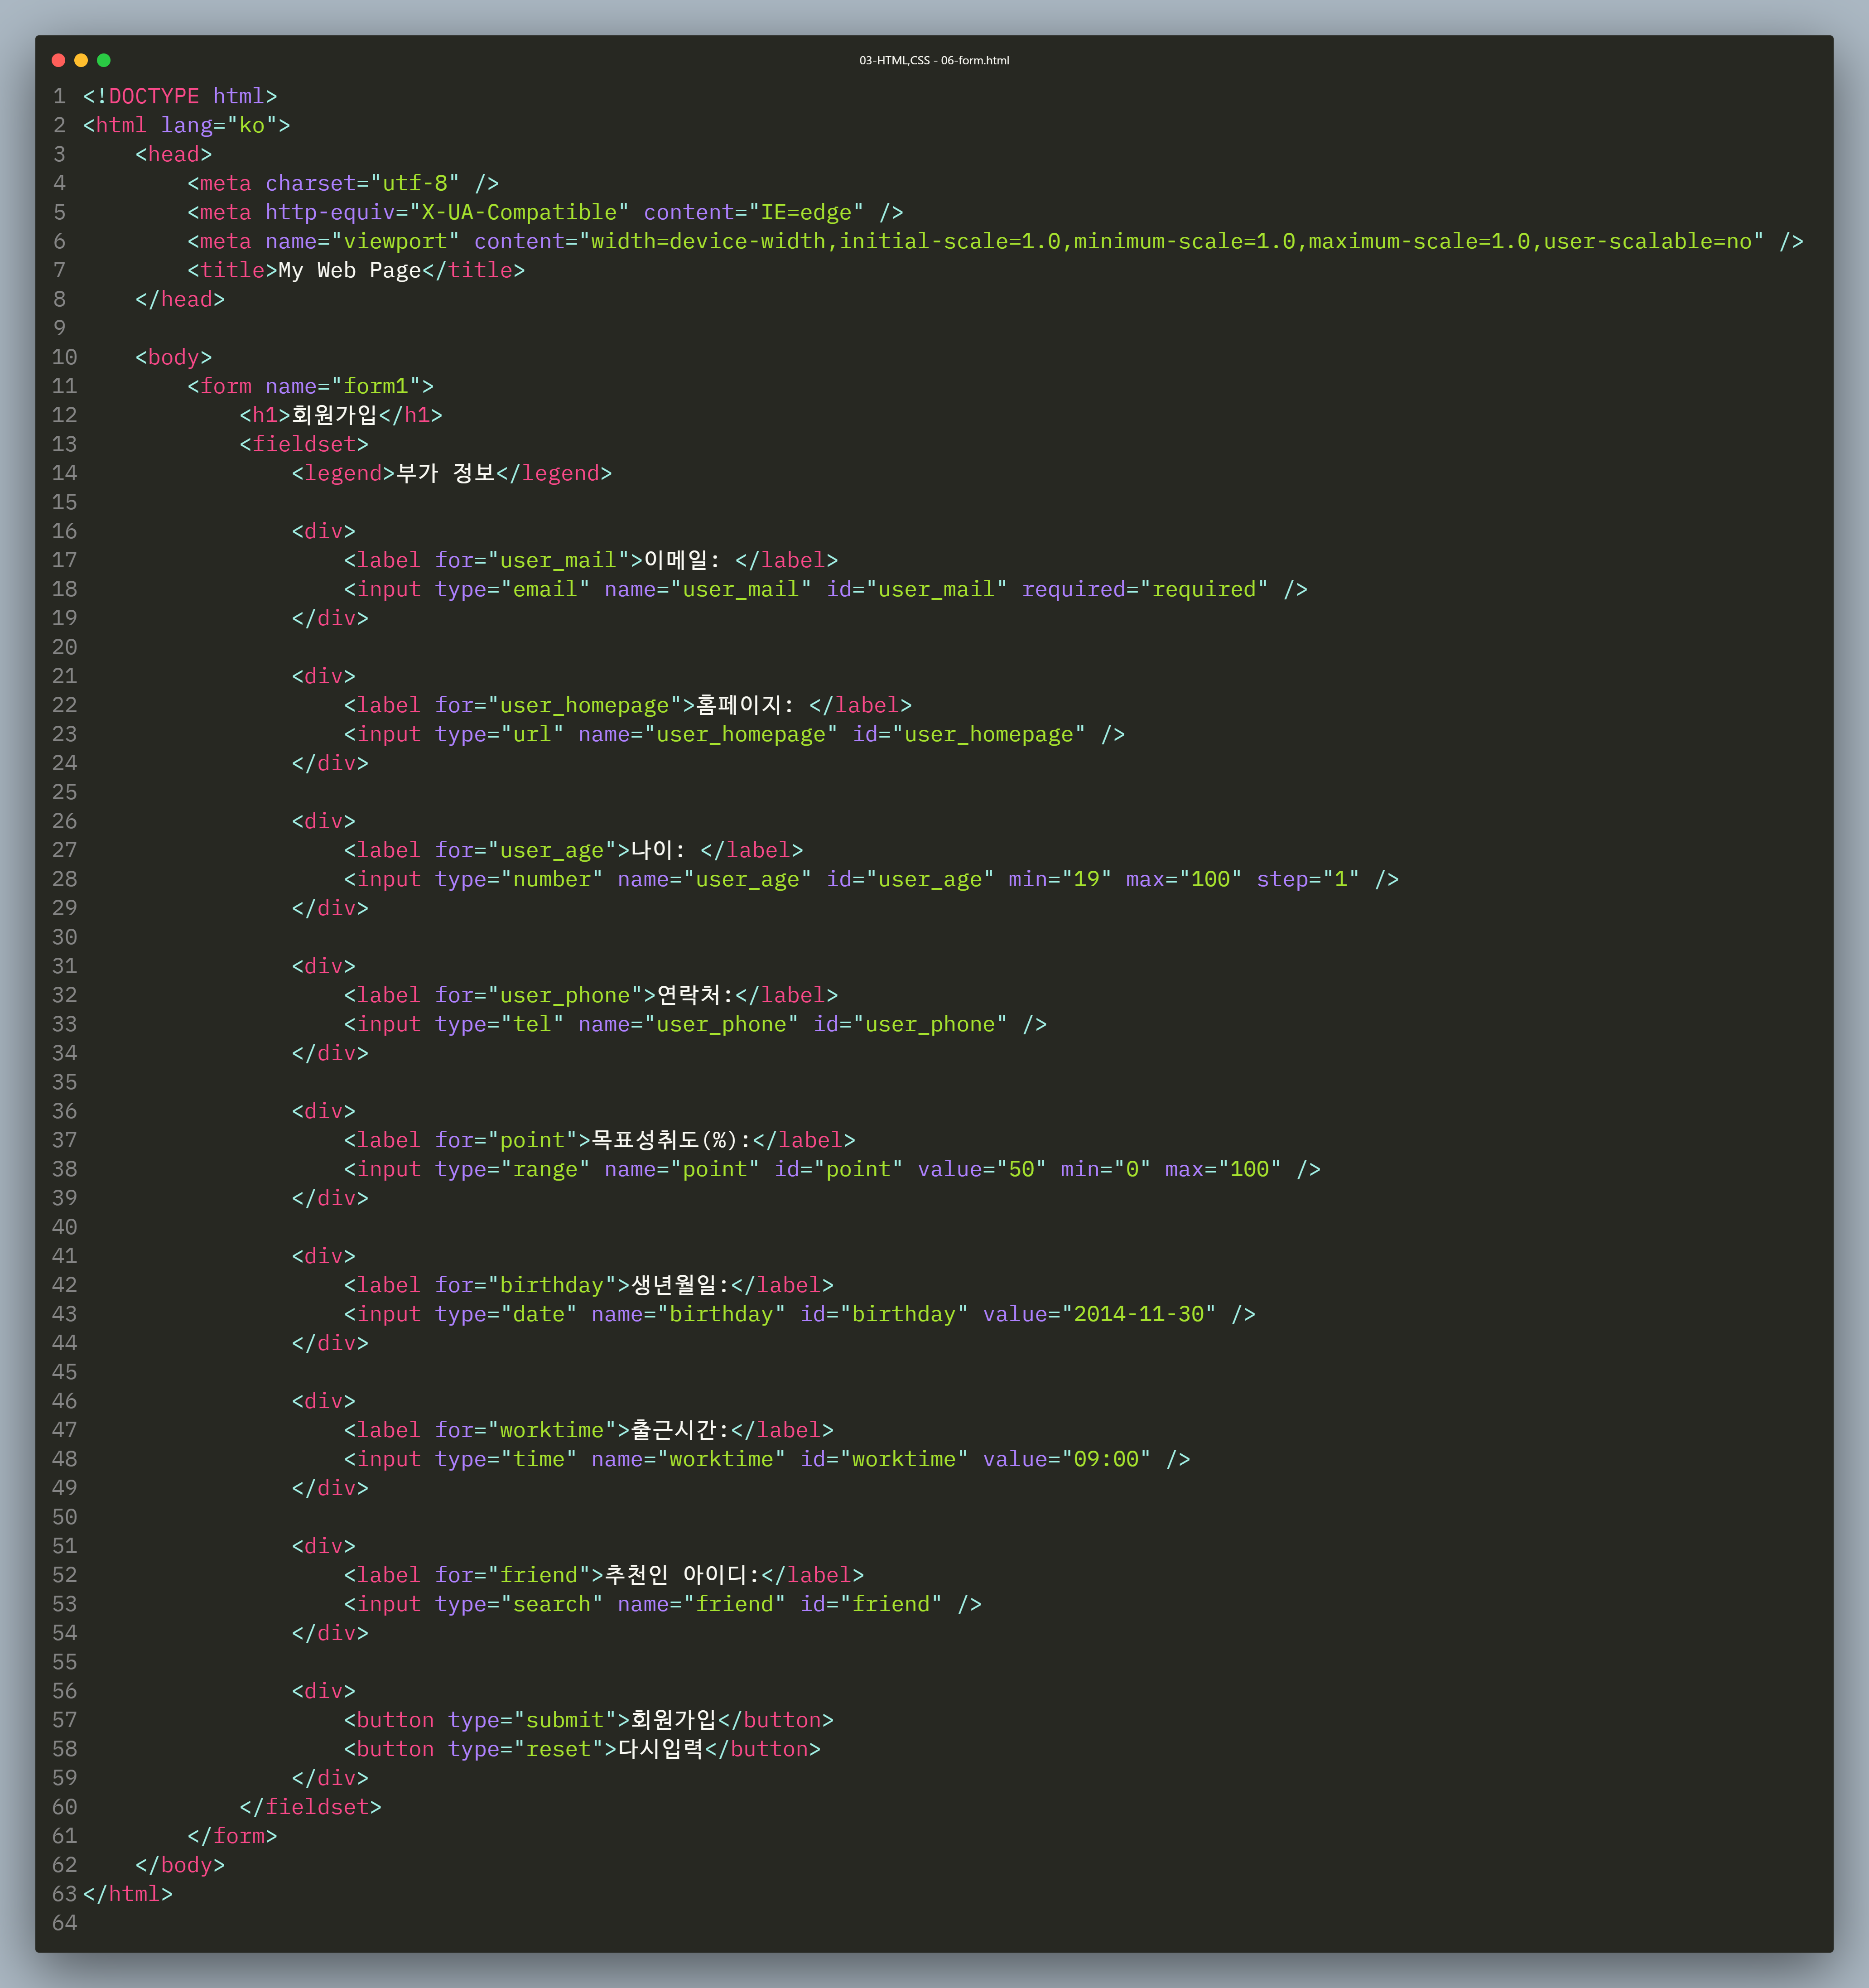 03-HTML,CSS - 06-form.html
1 <!DOCTYPE html>
2 <html lang="ko">
3     <head>
4         <meta charset="utf-8" />
5         <meta http-equiv="X-UA-Compatible" content="IE=edge" />
6         <meta name="viewport" content="width=device-width,initial-scale=1.0,minimum-scale=1.0,maximum-scale=1.0,user-scalable=no" />
7         <title>My Web Page</title>
8     </head>
9
10     <body>
11         <form name="form1">
12             <h1>회원가입</h1>
13             <fieldset>
14                 <legend>부가 정보</legend>
15
16                 <div>
17                     <label for="user_mail">이메일: </label>
18                     <input type="email" name="user_mail" id="user_mail" required="required" />
19                 </div>
20
21                 <div>
22                     <label for="user_homepage">홈페이지: </label>
23                     <input type="url" name="user_homepage" id="user_homepage" />
24                 </div>
25
26                 <div>
27                     <label for="user_age">나이: </label>
28                     <input type="number" name="user_age" id="user_age" min="19" max="100" step="1" />
29                 </div>
30
31                 <div>
32                     <label for="user_phone">연락처:</label>
33                     <input type="tel" name="user_phone" id="user_phone" />
34                 </div>
35
36                 <div>
37                     <label for="point">목표성취도(%):</label>
38                     <input type="range" name="point" id="point" value="50" min="0" max="100" />
39                 </div>
40
41                 <div>
42                     <label for="birthday">생년월일:</label>
43                     <input type="date" name="birthday" id="birthday" value="2014-11-30" />
44                 </div>
45
46                 <div>
47                     <label for="worktime">출근시간:</label>
48                     <input type="time" name="worktime" id="worktime" value="09:00" />
49                 </div>
50
51                 <div>
52                     <label for="friend">추천인 아이디:</label>
53                     <input type="search" name="friend" id="friend" />
54                 </div>
55
56                 <div>
57                     <button type="submit">회원가입</button>
58                     <button type="reset">다시입력</button>
59                 </div>
60             </fieldset>
61         </form>
62     </body>
63 </html>
64